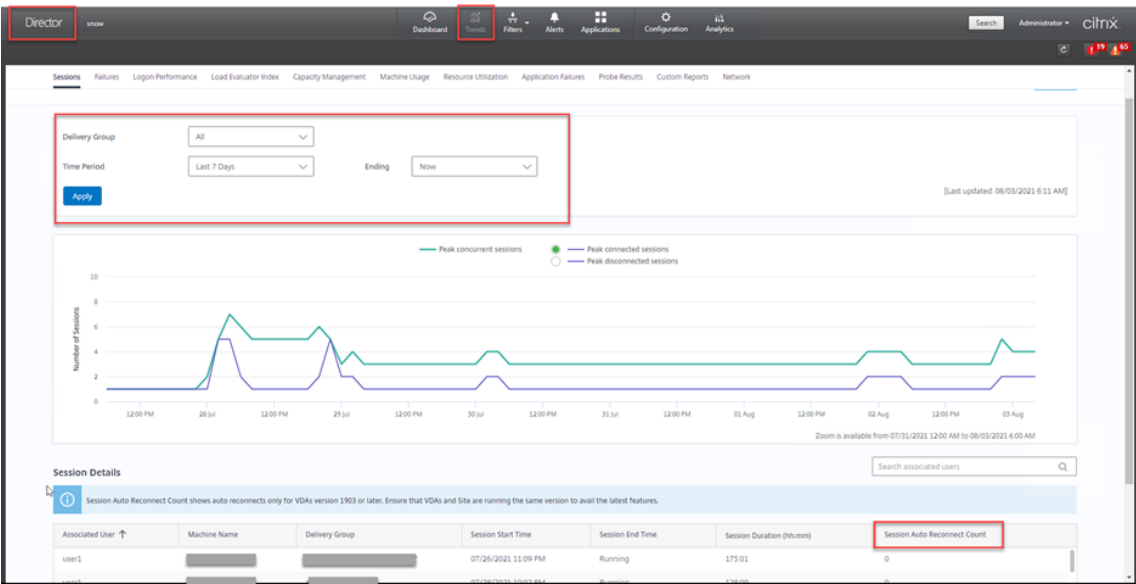 Director snow Dashboard Trends Filters Alerts Applications Configuration Analytics Search Administrator citrix
19 65
Sessions Failures Logon Performance Load Evaluator Index Capacity Management Machine Usage Resource Utilization Application Failures Probe Results Custom Reports Network
Delivery Group All
Time Period Last 7 Days Ending Now
Apply
[Last updated: 08/03/2021 6:11 AM]
Peak concurrent sessions Peak connected sessions
Peak disconnected sessions
10
8
6
4
2
0
Number of Sessions
12:00 PM 28 Jul 12:00 PM 29 Jul 12:00 PM 30 Jul 12:00 PM 31 Jul 12:00 PM 01 Aug 12:00 PM 02 Aug 12:00 PM 03 Aug
Zoom is available from 07/31/2021 12:00 AM to 08/03/2021 6:00 AM
Session Details Search associated users
Session Auto Reconnect Count shows auto reconnects only for VDAs version 1903 or later. Ensure that VDAs and Site are running the same version to avail the latest features.
Associated User Machine Name Delivery Group Session Start Time Session End Time Session Duration (hh:mm) Session Auto Reconnect Count
user1 07/26/2021 11:09 PM Running 175:01 0